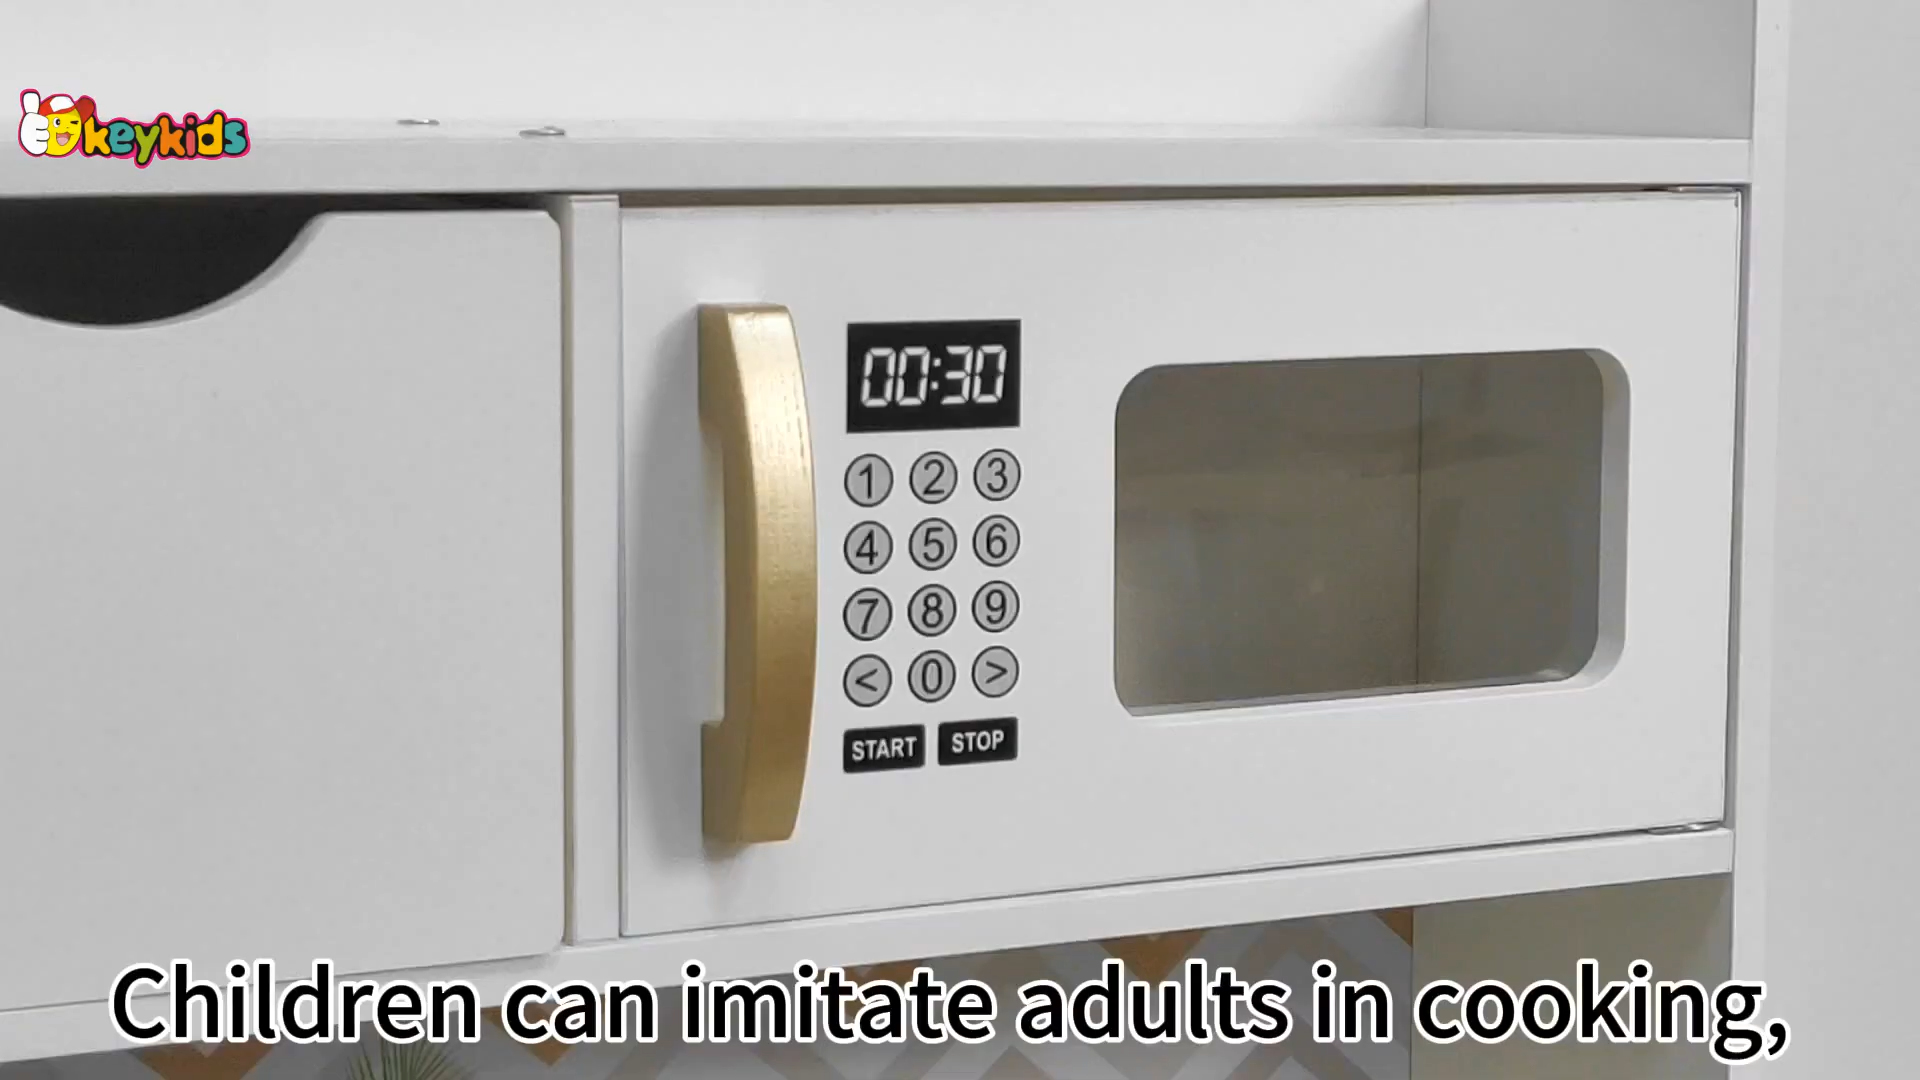 keykids
00:30
1 2 3
4 5 6
7 8 9
< 0 >
START STOP
Children can imitate adults in cooking,